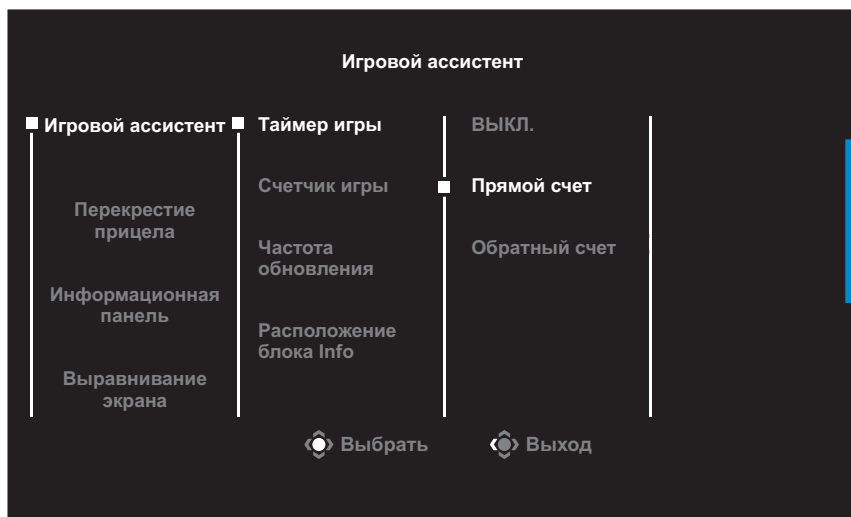 Игровой ассистент
Игровой ассистент
Перекрестие
прицела
Информационная
панель
Выравнивание
экрана
Таймер игры
Счетчик игры
Частота
обновления
Расположение
блока Info
ВЫКЛ.
Прямой счет
Обратный счет
Выбрать
Выход